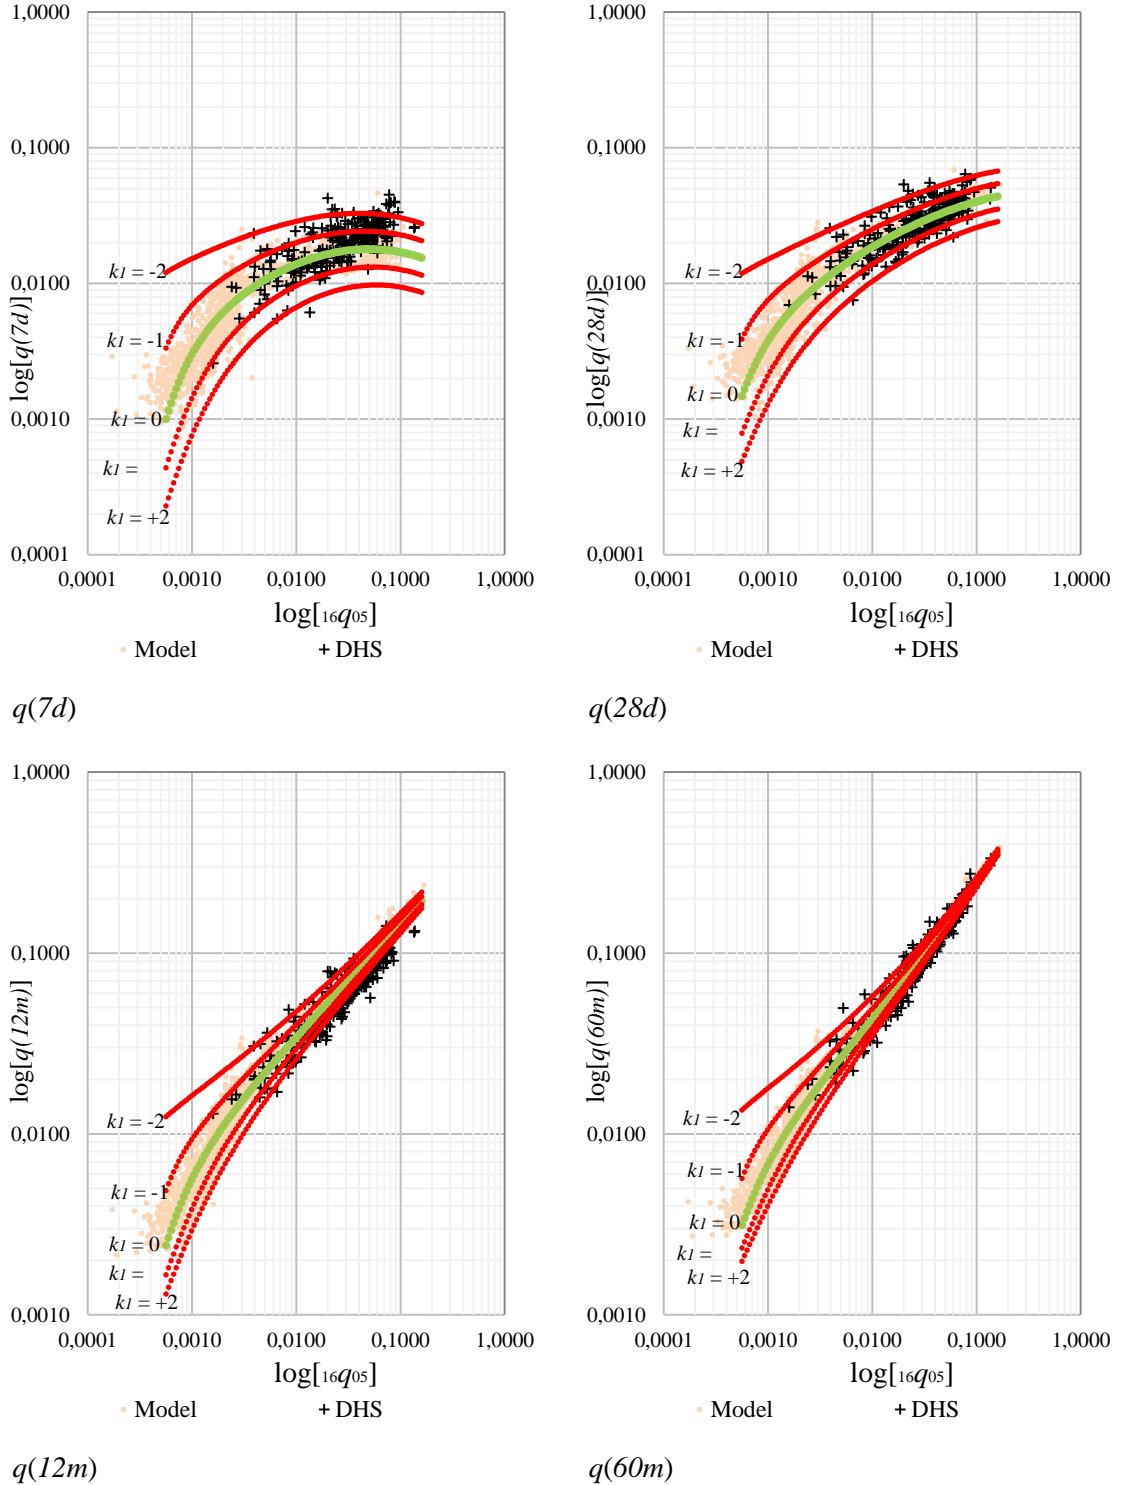 1,0000
0,1000
0,0100
0,0010
0,0001
log[q(7d)]
k1 = -2
k1 = -1
k1 = 0
k1 =
k1 = +2
0,0001 0,0010 0,0100 0,1000 1,0000
log[16q05]
Model DHS
q(7d)
1,0000
0,1000
0,0100
0,0010
0,0001
log[q(28d)]
k1 = -2
k1 = -1
k1 = 0
k1 =
k1 = +2
0,0001 0,0010 0,0100 0,1000 1,0000
log[16q05]
Model DHS
q(28d)
1,0000
0,1000
0,0100
0,0010
log[q(12m)]
k1 = -2
k1 = -1
k1 = 0
k1 =
k1 = +2
0,0001 0,0010 0,0100 0,1000 1,0000
log[16q05]
Model DHS
q(12m)
1,0000
0,1000
0,0100
0,0010
log[q(60m)]
k1 = -2
k1 = -1
k1 = 0
k1 =
k1 = +2
0,0001 0,0010 0,0100 0,1000 1,0000
log[16q05]
Model DHS
q(60m)